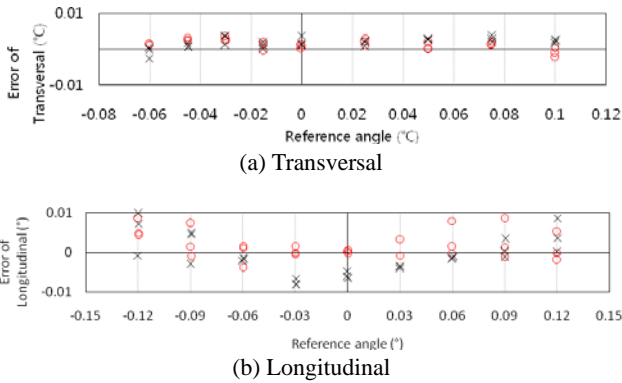 0.01
-0.01
Error of
Transversal (℃)
-0.08 -0.06 -0.04 -0.02 0 0.02 0.04 0.06 0.08 0.1 0.12
Reference angle (℃)
(a) Transversal
0.01
0
-0.01
Error of
Longitudinal (°)
-0.15 -0.12 -0.09 -0.06 -0.03 0 0.03 0.06 0.09 0.12 0.15
Reference angle (°)
(b) Longitudinal